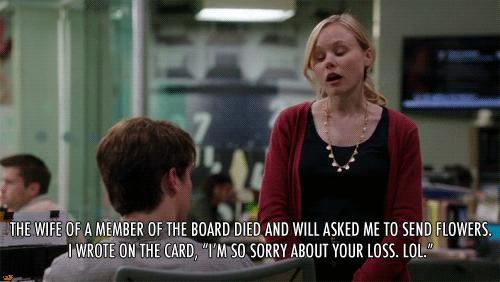 THE WIFE OF A MEMBER OF THE BOARD DIED AND WILL ASKED ME TO SEND FLOWERS.
I WROTE ON THE CARD, "I'M SO SORRY ABOUT YOUR LOSS. LOL."